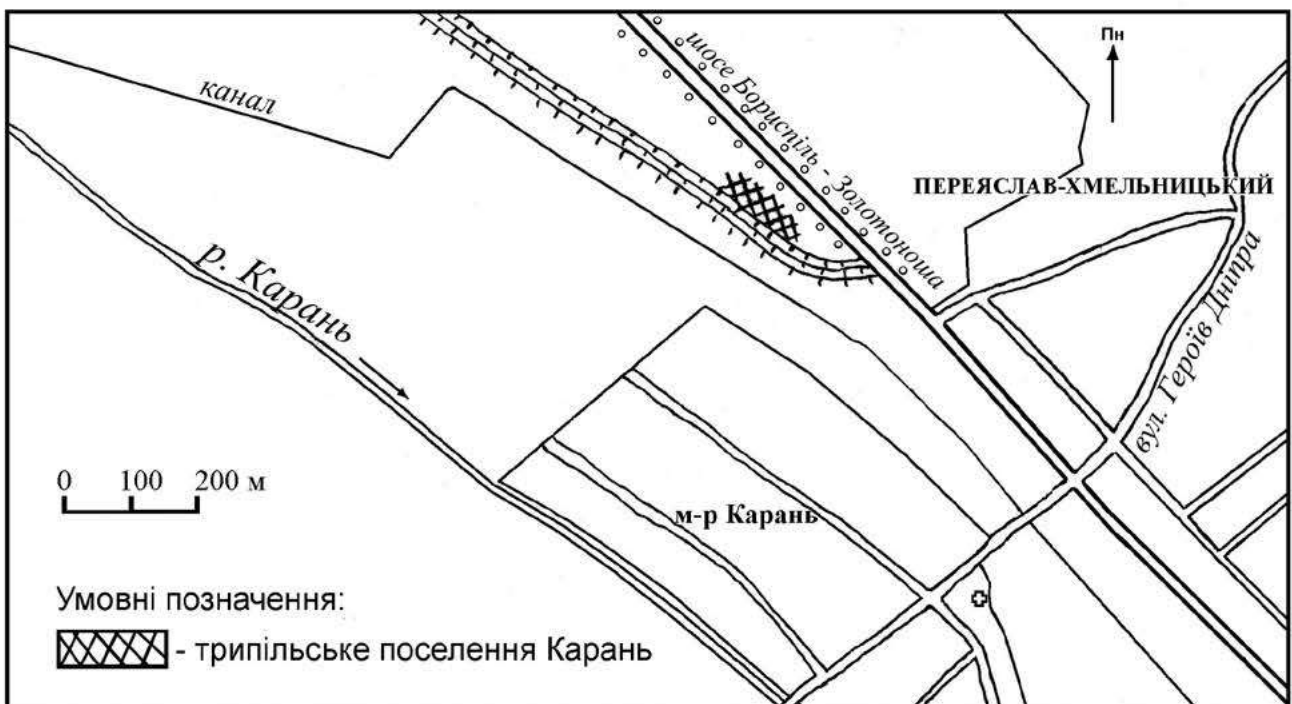 Пн
канал
шосе Бориспіль - Золотоноша
ПЕРЕЯСЛАВ-ХМЕЛЬНИЦЬКИЙ
р. Карань
вул. Героїв Дніпра
0 100 200 м
м-р Карань
Умовні позначення:
- трипільське поселення Карань